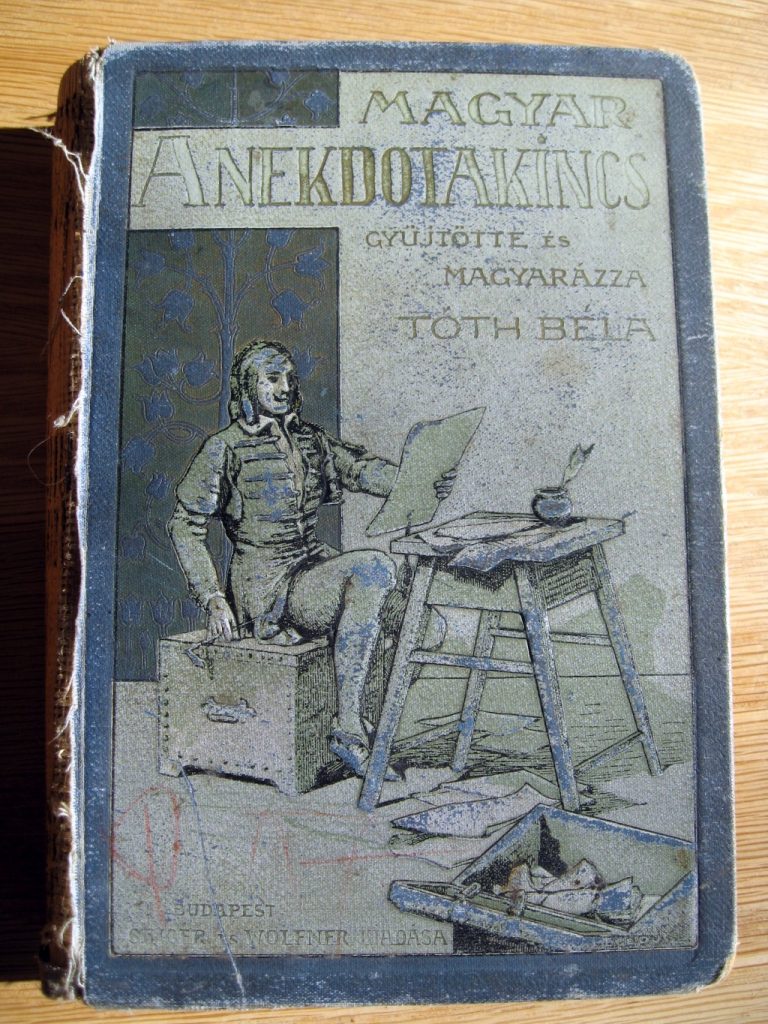 MAGYAR
ANEKDOTAKINCS
GYŰJTÖTTE ÉS
MAGYARÁZZA
TÓTH BÉLA
BUDAPEST
SINGER ÉS WOLFNER KIADÁSA